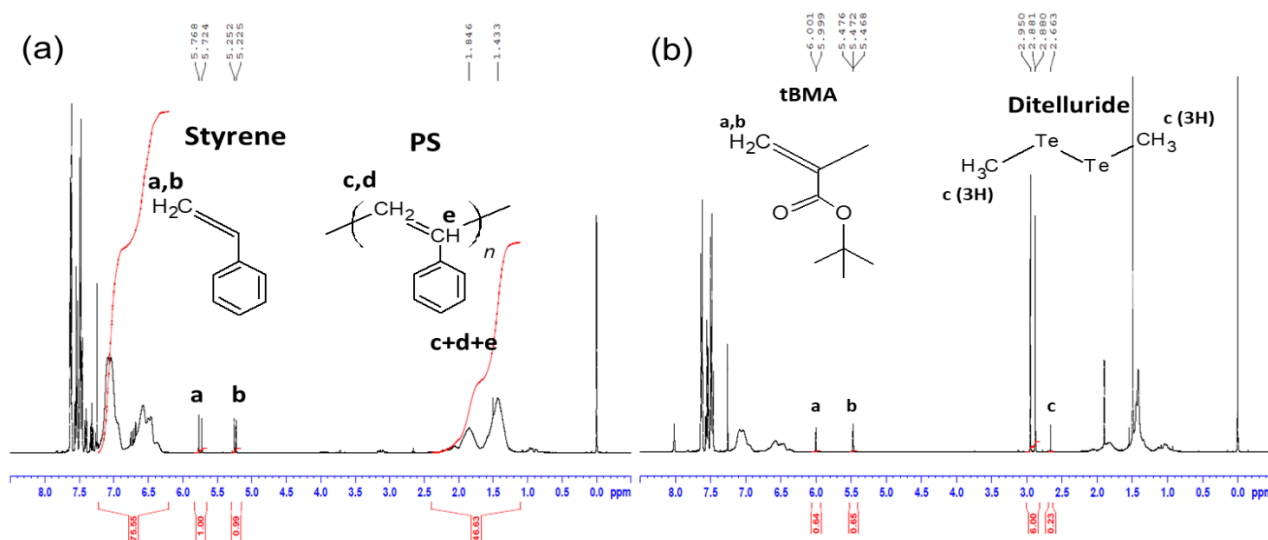 (a)
5.768
5.724
5.252
5.225
1.846
1.433
Styrene
PS
a,b
H2C
c,d
CH2
e
CH
n
c+d+e
a
b
8.0 7.5 7.0 6.5 6.0 5.5 5.0 4.5 4.0 3.5 3.0 2.5 2.0 1.5 1.0 0.5 0.0 ppm
75.55
1.00
0.99
46.63
(b)
6.001
5.999
5.476
5.472
5.468
2.950
2.881
2.880
2.663
tBMA
Ditelluride
a,b
H2C
O
O
c (3H)
Te
CH3
H3C
Te
c (3H)
a
b
c
8.0 7.5 7.0 6.5 6.0 5.5 5.0 4.5 4.0 3.5 3.0 2.5 2.0 1.5 1.0 0.5 0.0 ppm
0.64
0.65
6.00
0.23